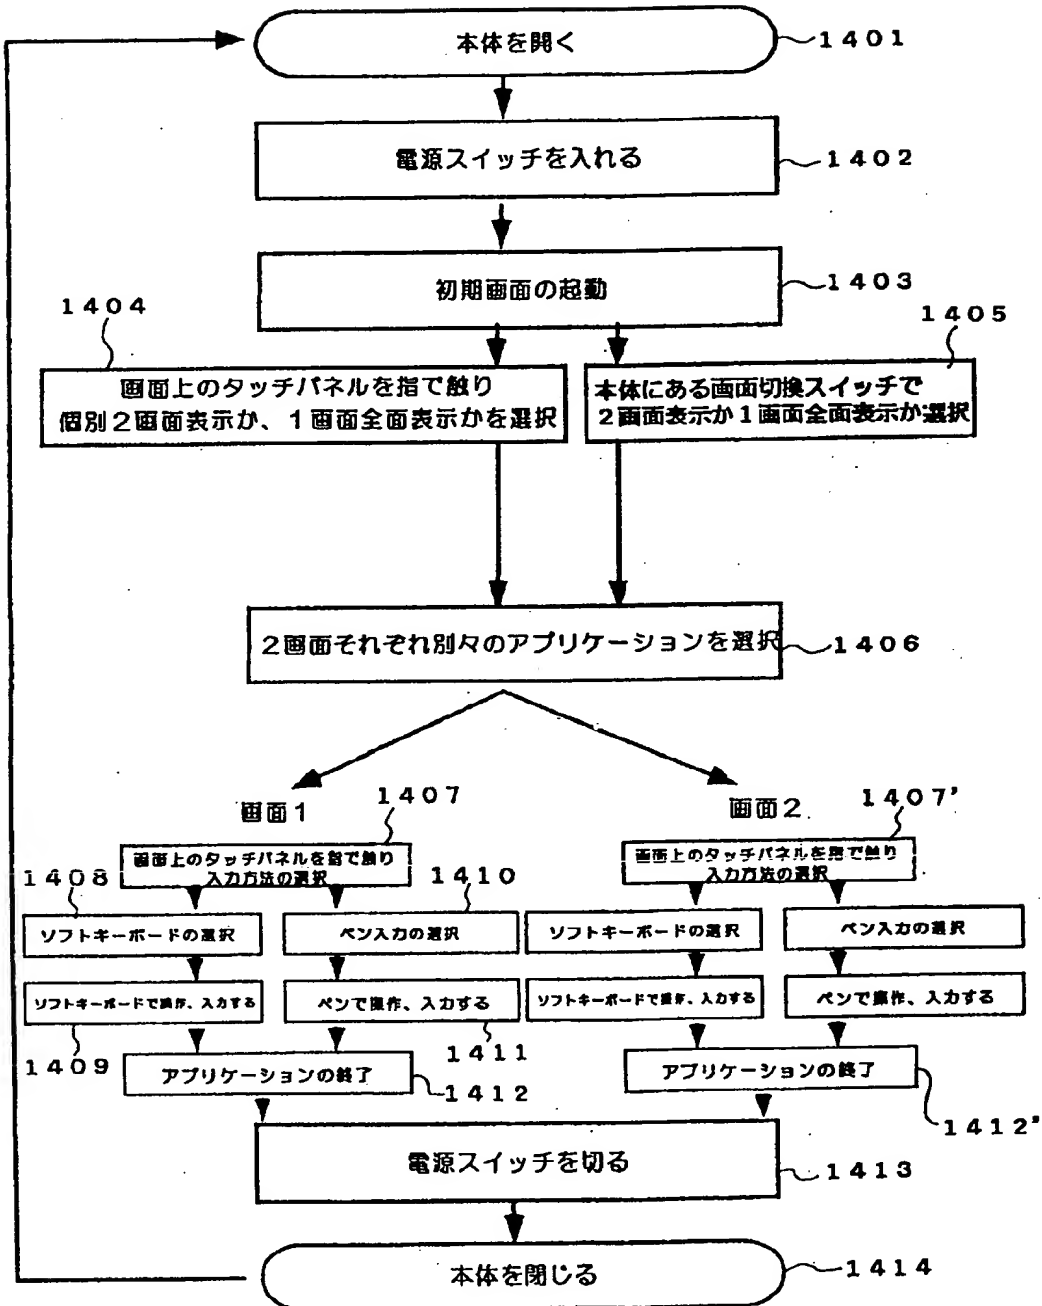 本体を開く
1401
電源スイッチを入れる
1402
初期画面の起動
1403
1404
1405
画面上のタッチパネルを指で触り
個別2画面表示か、1画面全面表示かを選択
本体にある画面切換スイッチで
2画面表示か1画面全面表示か選択
2画面それぞれ別々のアプリケーションを選択
1406
画面1
1407
画面上のタッチパネルを指で触り
入力方法の選択
1408
1410
ソフトキーボードの選択
ペン入力の選択
ソフトキーボードで操作、入力する
ペンで操作、入力する
1409
1411
アプリケーションの終了
1412
画面2
1407'
画面上のタッチパネルを指で触り
入力方法の選択
ソフトキーボードの選択
ペン入力の選択
ソフトキーボードで操作、入力する
ペンで操作、入力する
アプリケーションの終了
1412'
電源スイッチを切る
1413
本体を閉じる
1414